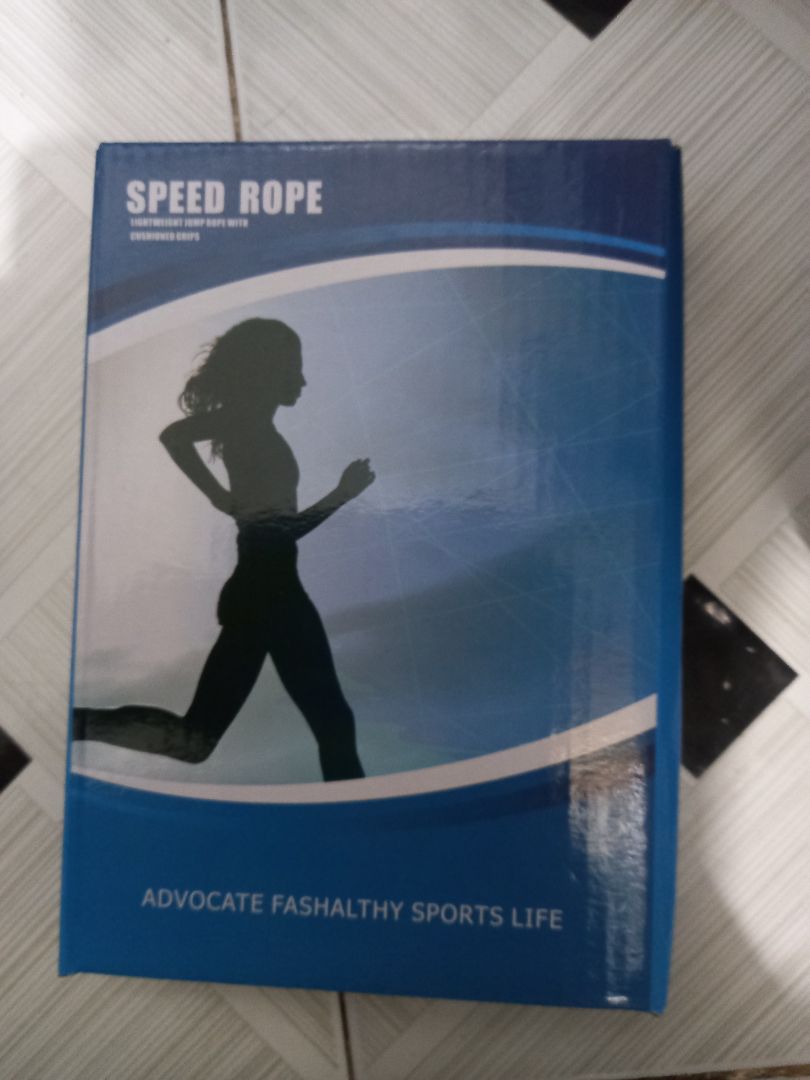 SPEED ROPE
LIGHTWEIGHT JUMP ROPE WITH
CUSHIONED GRIPS
ADVOCATE FASHALTHY SPORTS LIFE